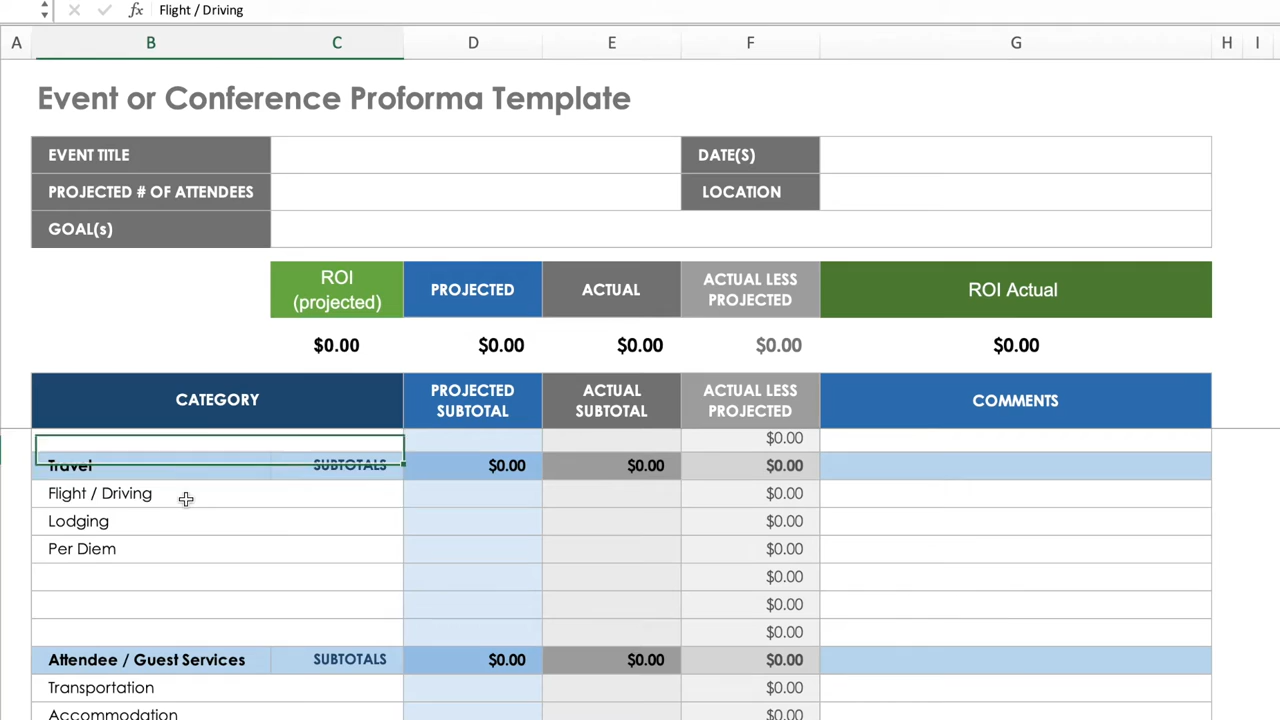 fx Flight / Driving
A B C D E F G H I
Event or Conference Proforma Template
EVENT TITLE DATE(S)
PROJECTED # OF ATTENDEES LOCATION
GOAL(s)
ROI (projected) PROJECTED ACTUAL ACTUAL LESS PROJECTED ROI Actual
$0.00 $0.00 $0.00 $0.00 $0.00
CATEGORY PROJECTED SUBTOTAL ACTUAL SUBTOTAL ACTUAL LESS PROJECTED COMMENTS
$0.00
Travel SUBTOTALS $0.00 $0.00 $0.00
Flight / Driving $0.00
Lodging $0.00
Per Diem $0.00
$0.00
$0.00
$0.00
Attendee / Guest Services SUBTOTALS $0.00 $0.00 $0.00
Transportation $0.00
Accommodation $0.00